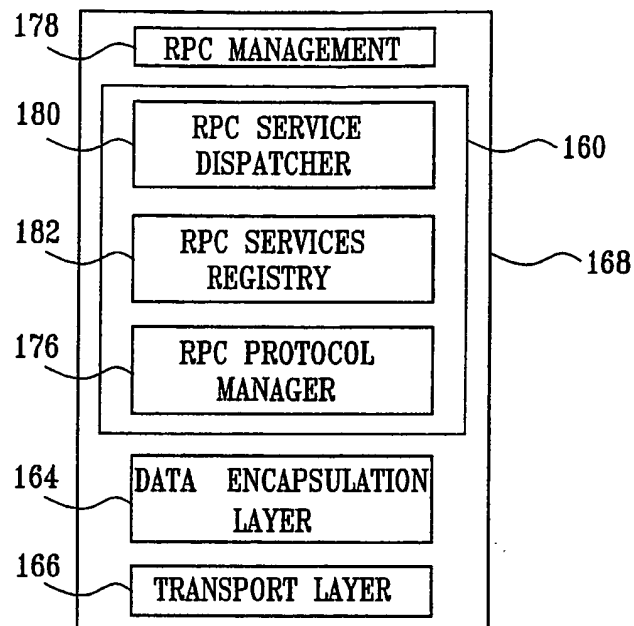 178
RPC MANAGEMENT
180
RPC SERVICE
DISPATCHER
160
182
RPC SERVICES
REGISTRY
168
176
RPC PROTOCOL
MANAGER
164
DATA ENCAPSULATION
LAYER
166
TRANSPORT LAYER